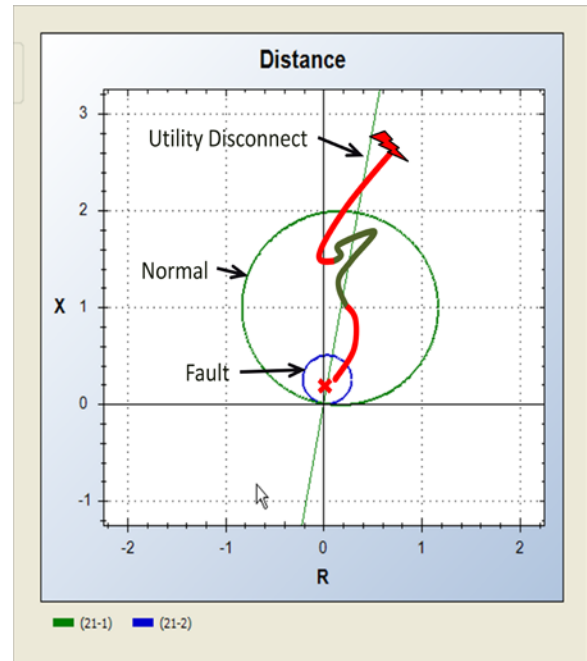 Distance
3
Utility Disconnect
2
Normal
X
1
Fault
0
-1
-2
-1
0
1
2
R
(21-1)
(21-2)